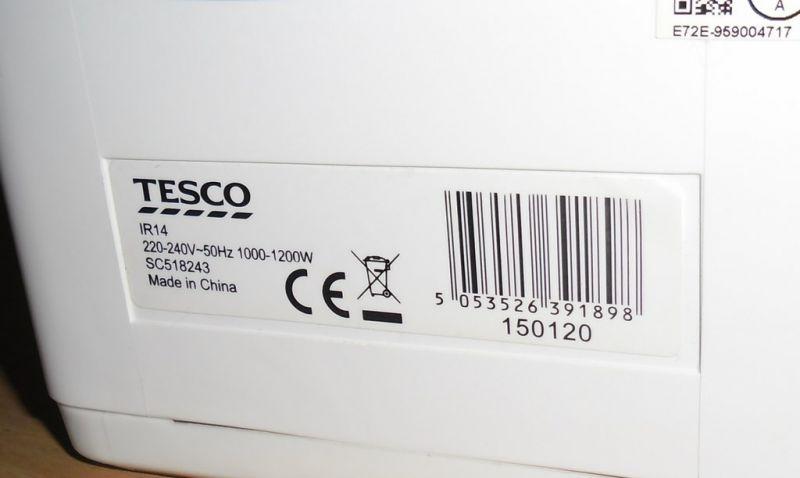 A
E72E-959004717
TESCO
IR14
220-240V~50Hz 1000-1200W
SC518243
Made in China
CE
5 053526 391898
150120